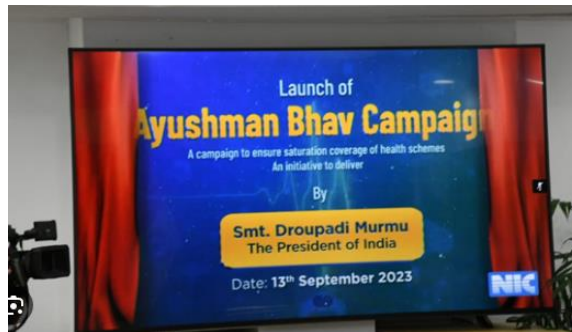 Launch of
Ayushman Bhav Campaign
A campaign to ensure saturation coverage of health schemes
An initiative to deliver
By
Smt. Droupadi Murmu
The President of India
Date: 13th September 2023
NIC